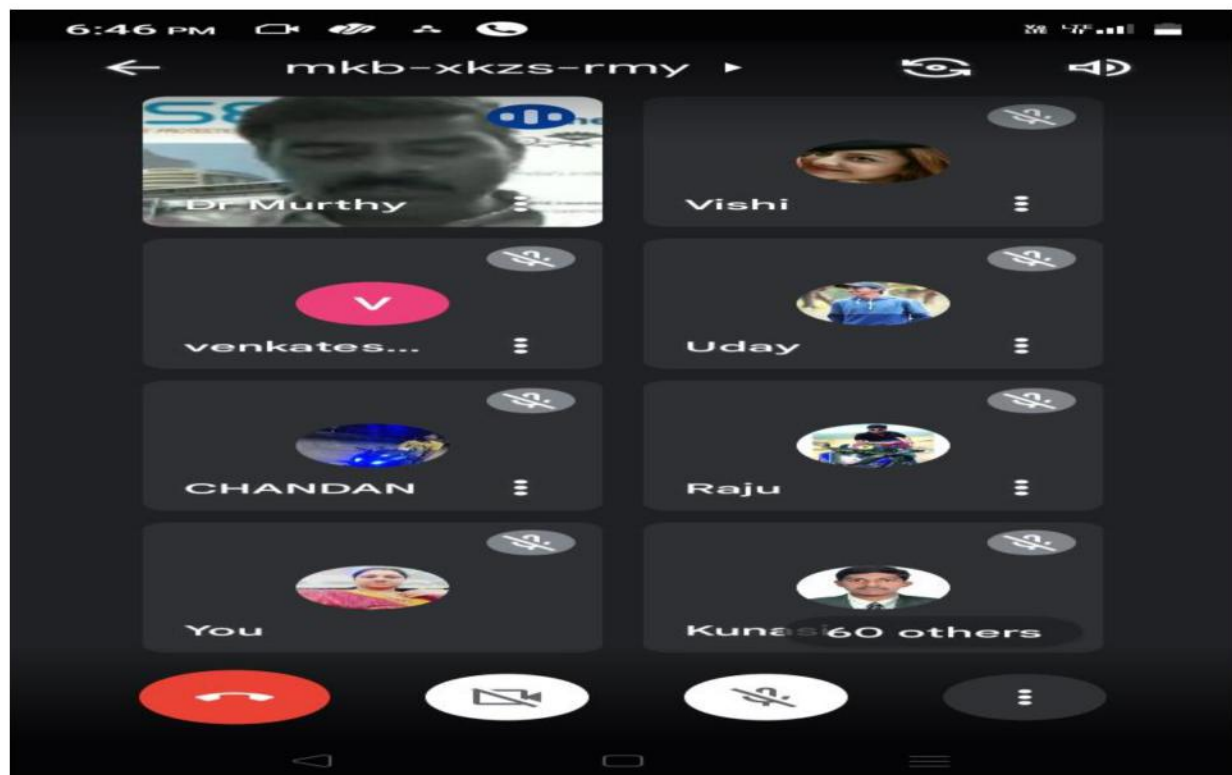 6:46 PM
mkb-xkzs-rmy
Dr Murthy
Vishi
V
venkates...
Uday
CHANDAN
Raju
You
60 others